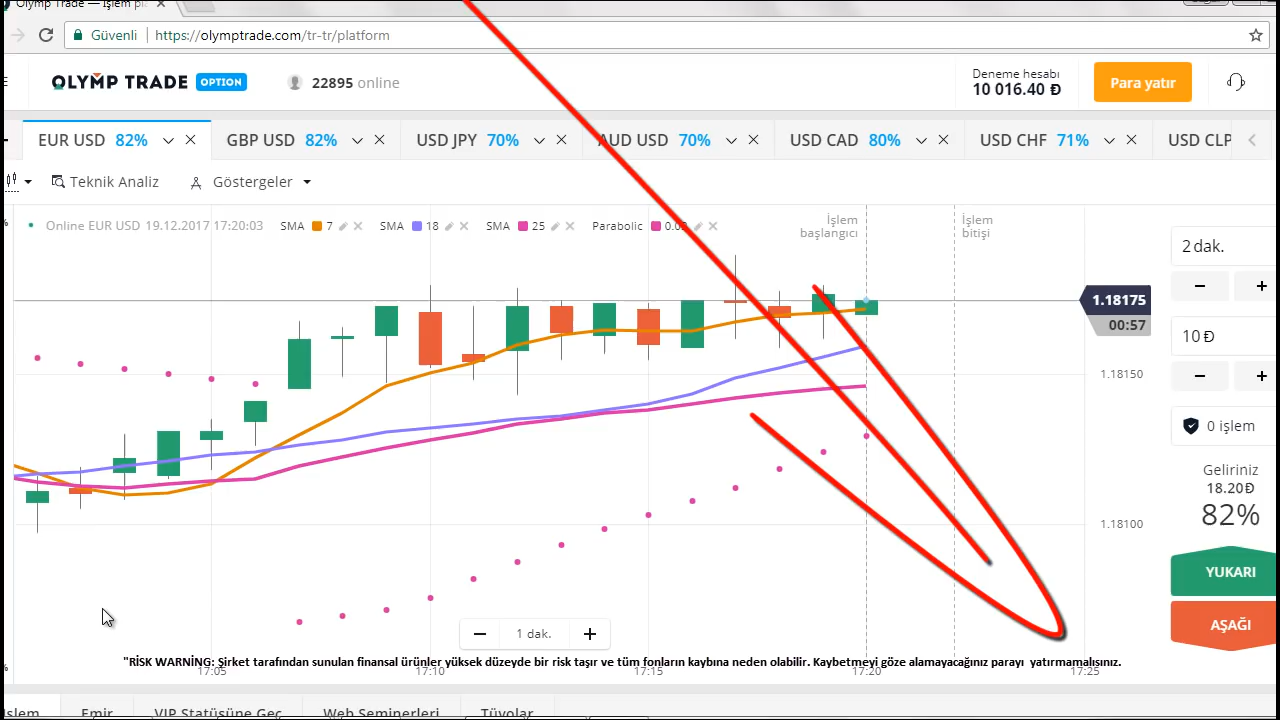 Olymp Trade — İşlem pl
Güvenli https://olymptrade.com/tr-tr/platform
OLYMP TRADE OPTION 22895 online Deneme hesabı 10 016.40 Ð Para yatır
EUR USD 82% GBP USD 82% USD JPY 70% AUD USD 70% USD CAD 80% USD CHF 71% USD CLP
Teknik Analiz Göstergeler
Online EUR USD 19.12.2017 17:20:03 SMA 7 SMA 18 SMA 25 Parabolic
İşlem başlangıcı
İşlem bitişi
2 dak.
1.18175
00:57
10 Ð
1.18150
0 işlem
Geliriniz
18.20 Ð
82%
1.18100
YUKARI
AŞAĞI
1 dak.
"RİSK WARNİNG: Şirket tarafından sunulan finansal ürünler yüksek düzeyde bir risk taşır ve tüm fonların kaybına neden olabilir. Kaybetmeyi göze alamayacağınız parayı yatırmamalısınız.
17:05 17:10 17:15 17:20 17:25
İşlem Emir VIP Statüsüne Geç Web Seminerleri Tüyolar